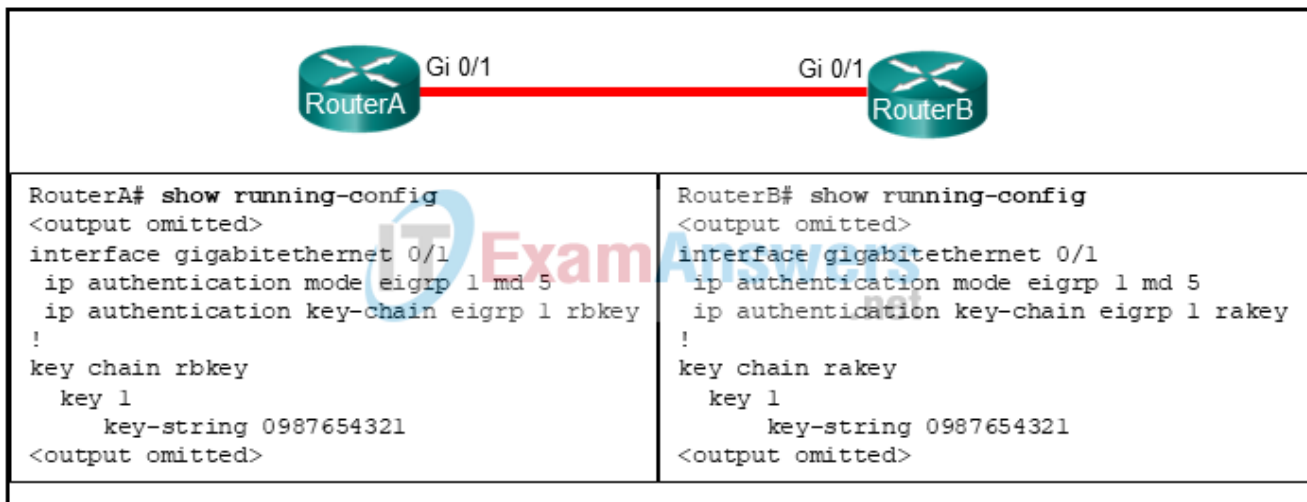 Gi 0/1
Gi 0/1
RouterA
RouterB
RouterA# show running-config
<output omitted>
interface gigabitethernet 0/1
ip authentication mode eigrp 1 md 5
ip authentication key-chain eigrp 1 rbkey
!
key chain rbkey
key 1
key-string 0987654321
<output omitted>
RouterB# show running-config
<output omitted>
interface gigabitethernet 0/1
ip authentication mode eigrp 1 md 5
ip authentication key-chain eigrp 1 rakey
!
key chain rakey
key 1
key-string 0987654321
<output omitted>
IT ExamAnswers
.net